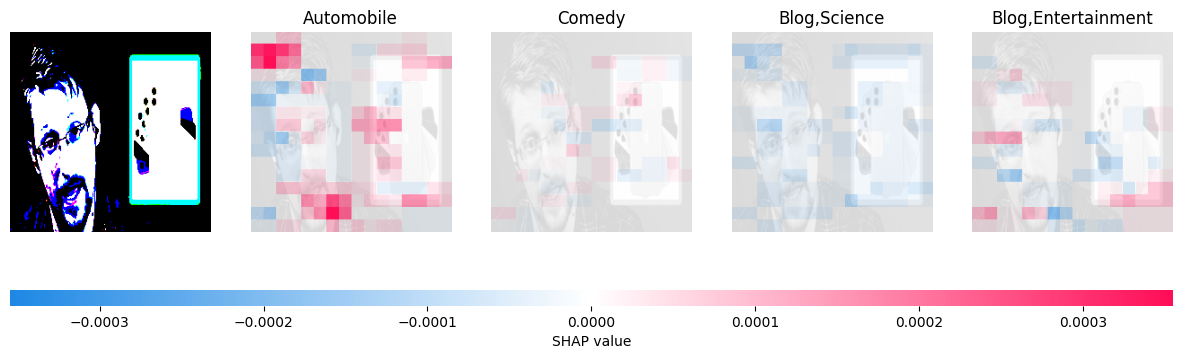 Automobile
Comedy
Blog,Science
Blog,Entertainment
−0.0003 −0.0002 −0.0001 0.0000 0.0001 0.0002 0.0003
SHAP value